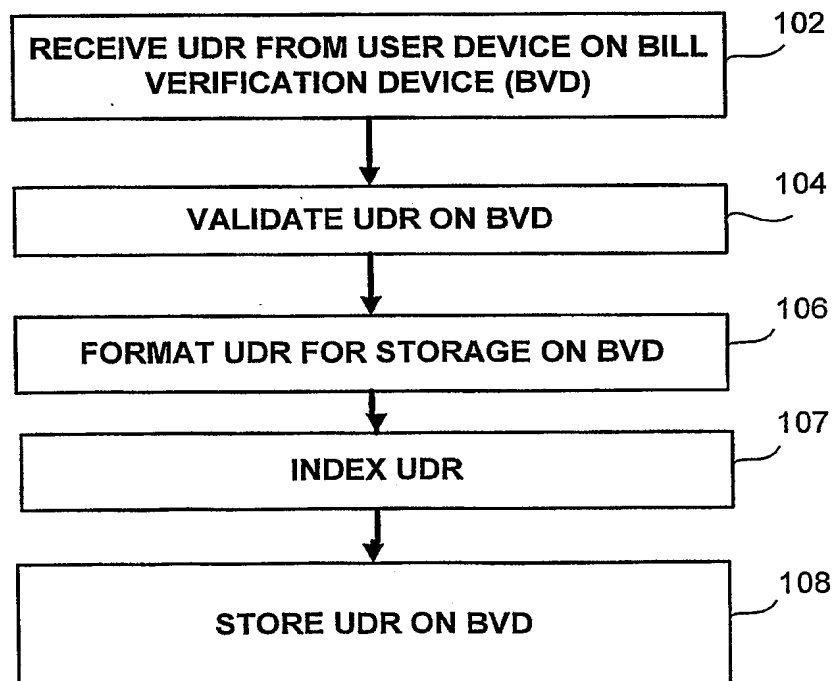 102
RECEIVE UDR FROM USER DEVICE ON BILL
VERIFICATION DEVICE (BVD)
104
VALIDATE UDR ON BVD
106
FORMAT UDR FOR STORAGE ON BVD
107
INDEX UDR
108
STORE UDR ON BVD